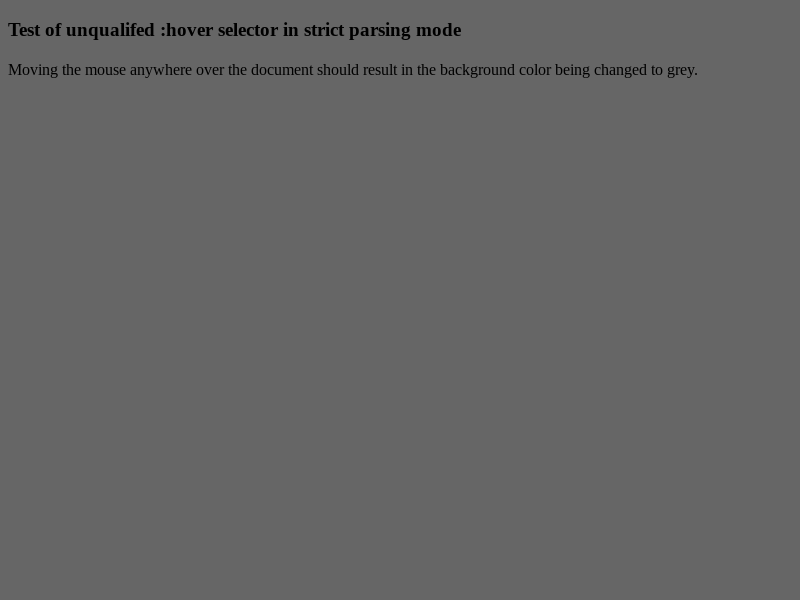 Test of unqualifed :hover selector in strict parsing mode
Moving the mouse anywhere over the document should result in the background color being changed to grey.